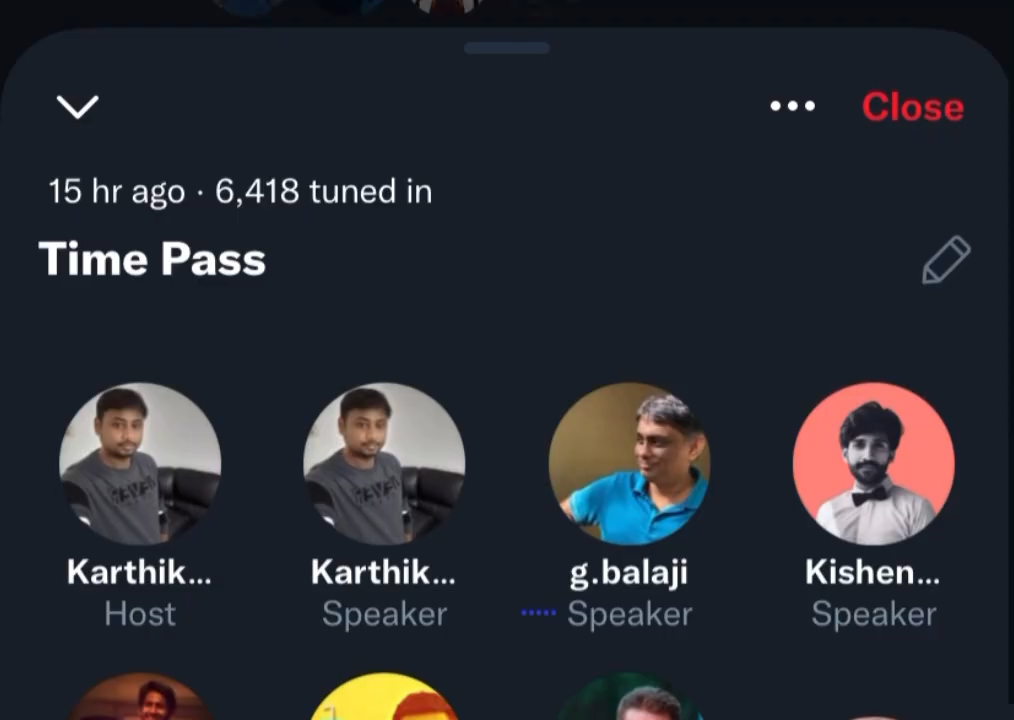 Close
15 hr ago · 6,418 tuned in
Time Pass
Karthik... Karthik... g.balaji Kishen...
Host Speaker Speaker Speaker